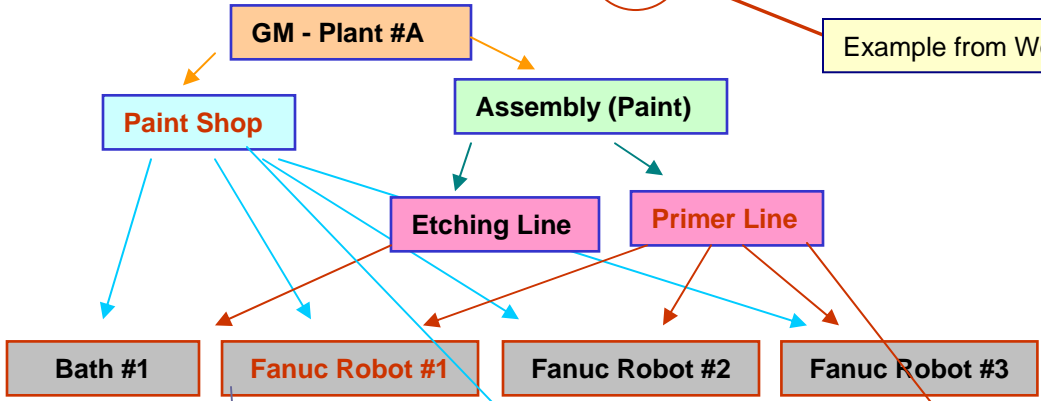 GM - Plant #A
Example from
Paint Shop
Assembly (Paint)
Etching Line
Primer Line
Bath #1
Fanuc Robot #1
Fanuc Robot #2
Fanuc Robot #3